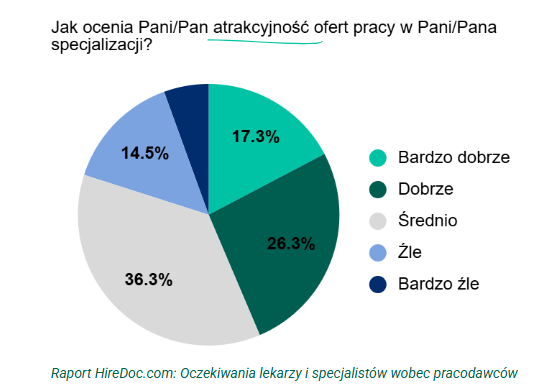 Jak ocenia Pani/Pan atrakcyjność ofert pracy w Pani/Pana
specjalizacji?
17.3%
26.3%
36.3%
14.5%
Bardzo dobrze
Dobrze
Średnio
Źle
Bardzo źle
Raport HireDoc.com: Oczekiwania lekarzy i specjalistów wobec pracodawców